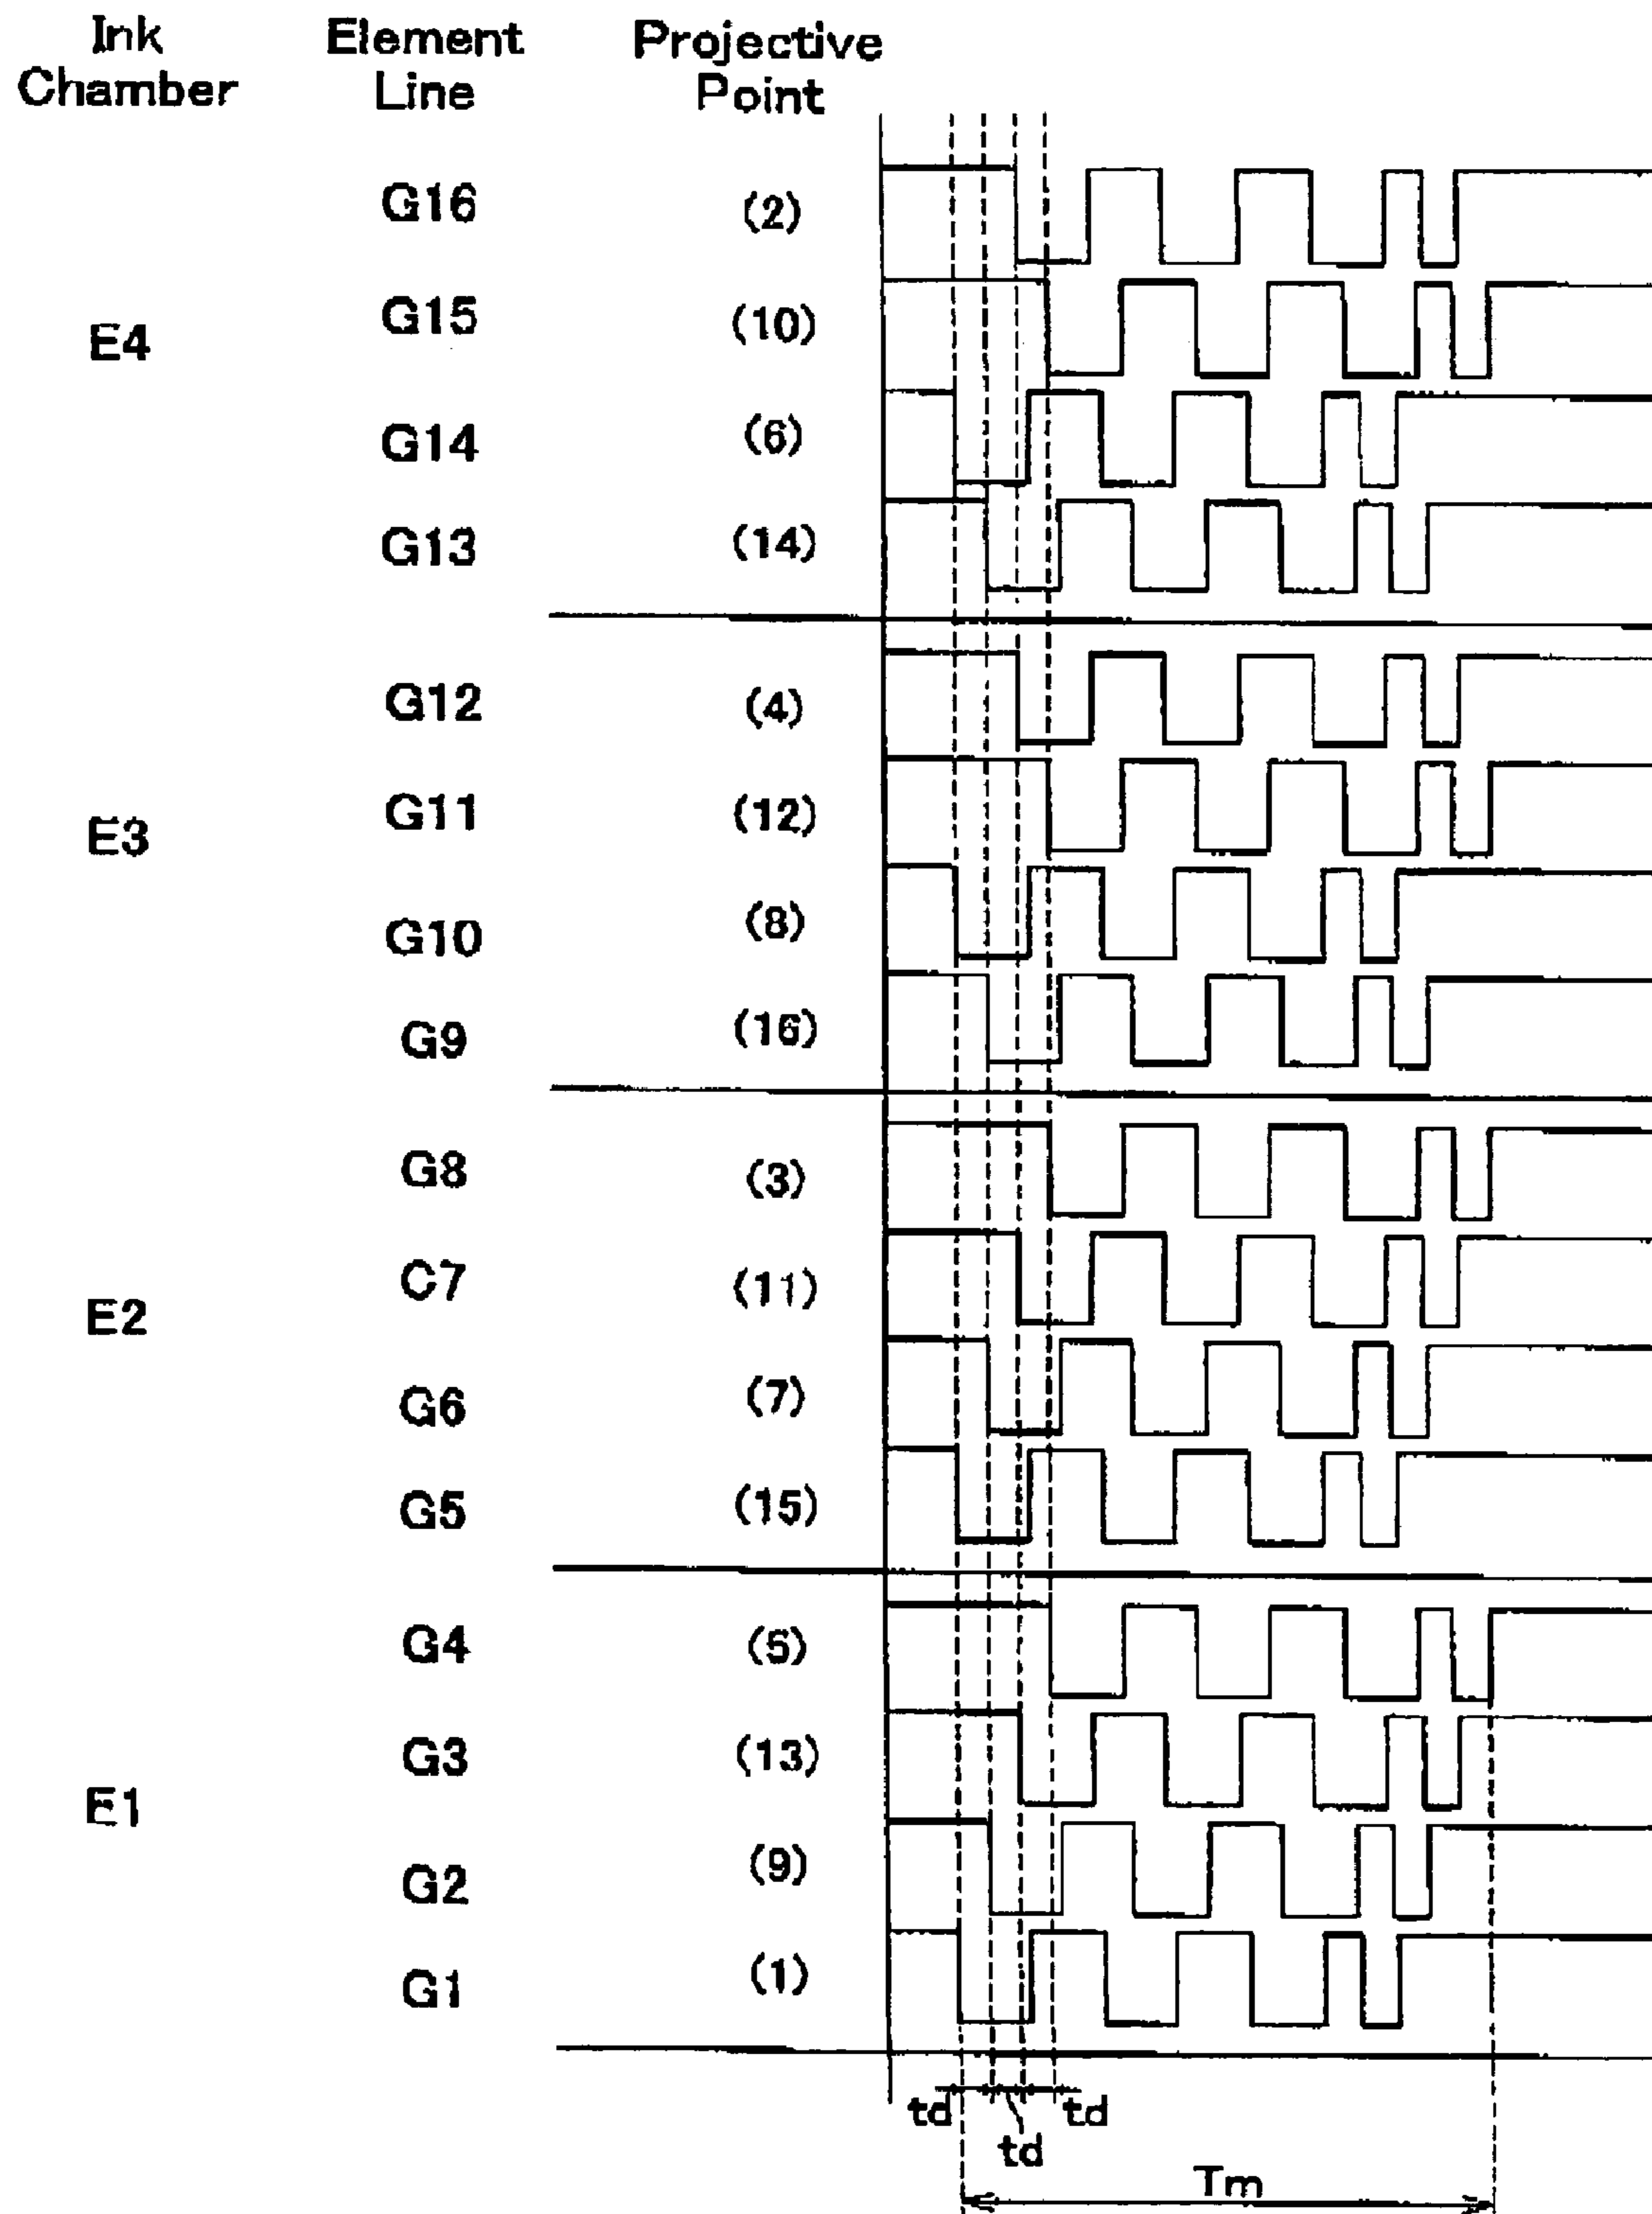 Ink Chamber
Element Line
Projective Point
G16 (2)
G15 (10)
E4
G14 (6)
G13 (14)
G12 (4)
G11 (12)
E3
G10 (8)
G9 (16)
G8 (3)
C7 (11)
E2
G6 (7)
G5 (15)
G4 (5)
G3 (13)
E1
G2 (9)
G1 (1)
td td
td
Tm